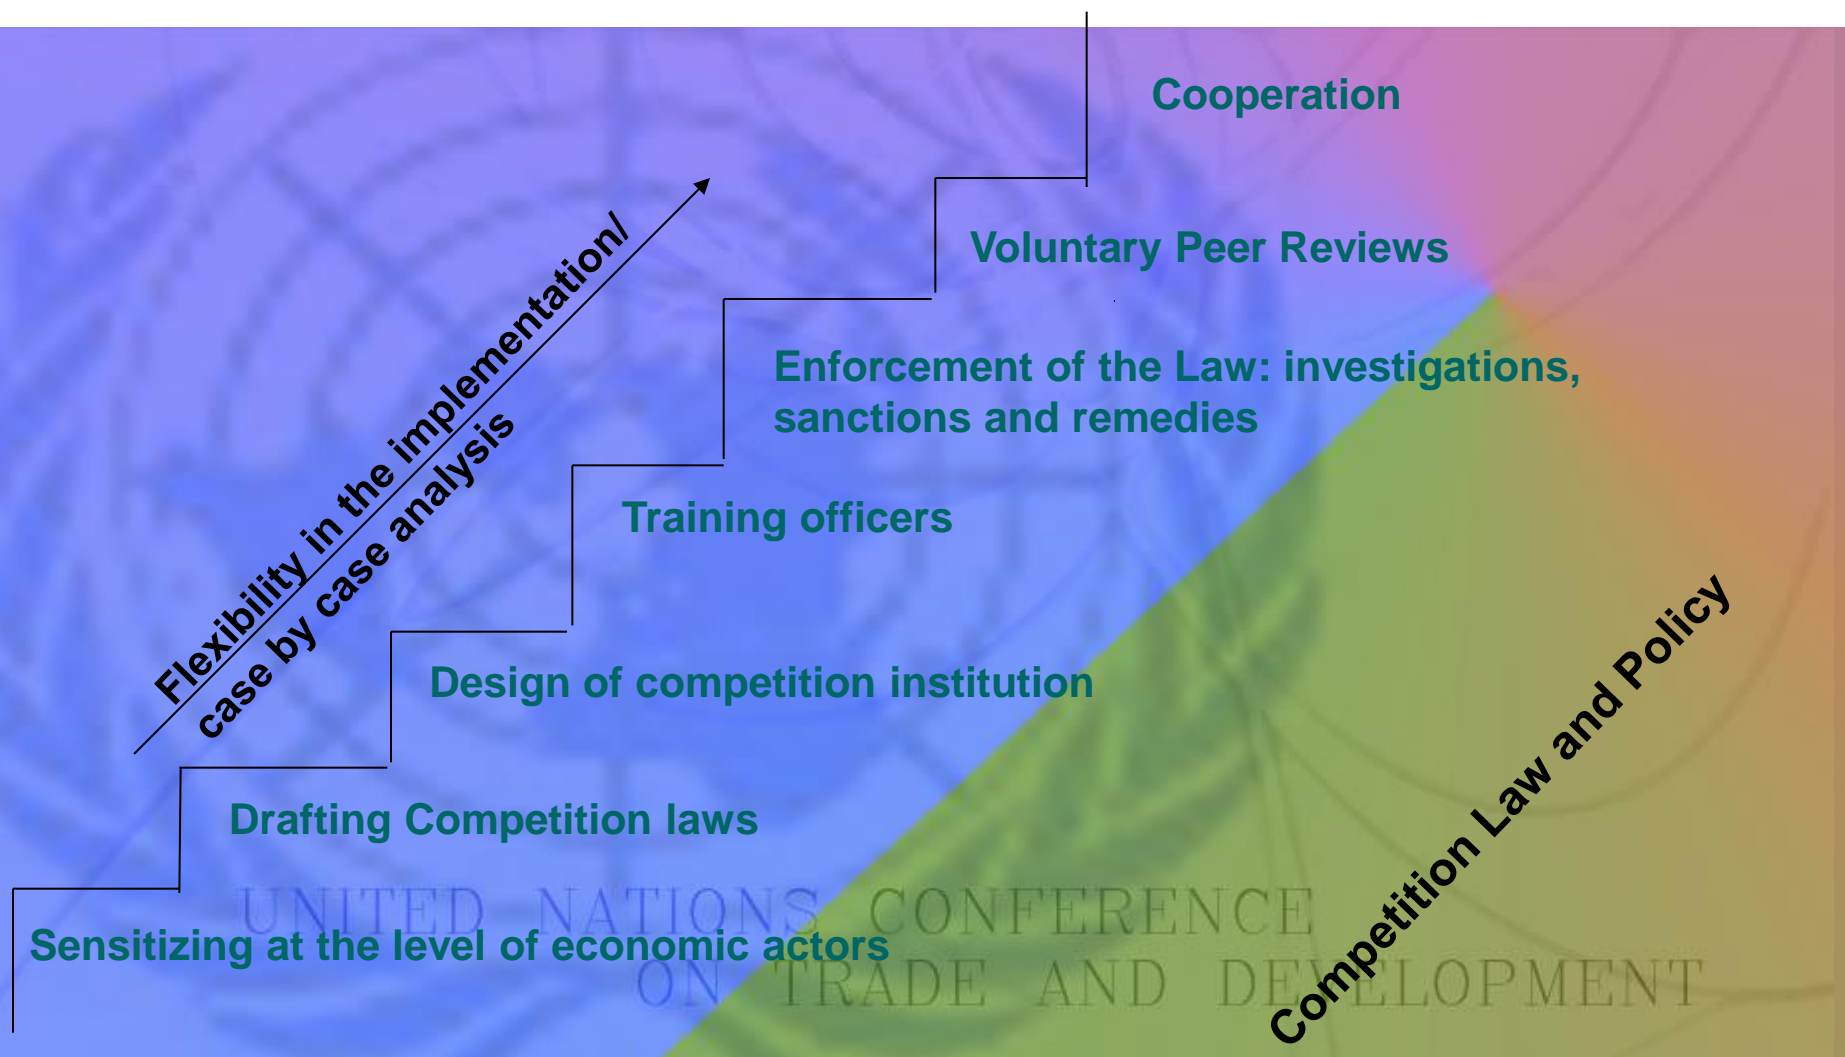 Cooperation
Voluntary Peer Reviews
Enforcement of the Law: investigations,
sanctions and remedies
Flexibility in the implementation/
case by case analysis
Training officers
Design of competition institution
Drafting Competition laws
Sensitizing at the level of economic actors
Competition Law and Policy
UNITED NATIONS CONFERENCE
ON TRADE AND DEVELOPMENT